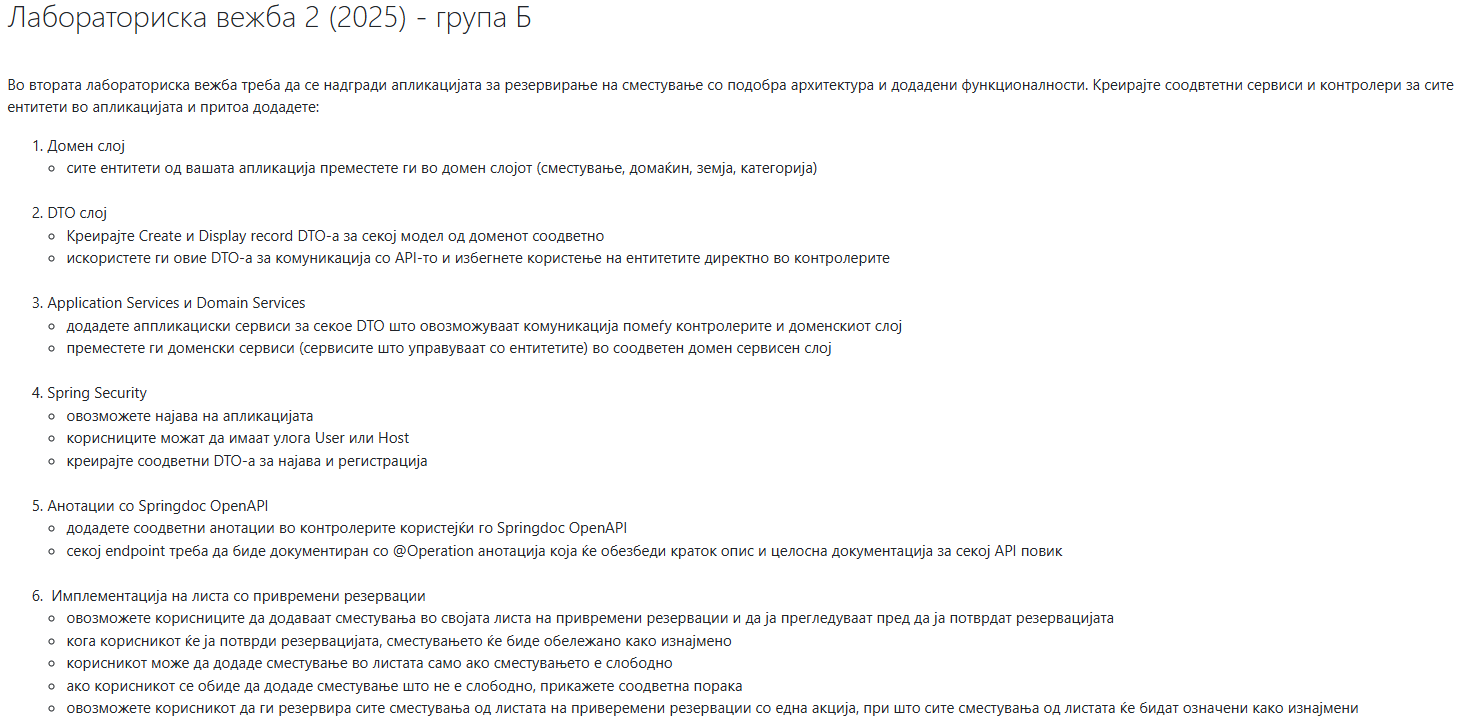 Лабораториска вежба 2 (2025) - група Б
Во втората лабораториска вежба треба да се надгради апликацијата за резервирање на сместување со подобра архитектура и додадени функционалности. Креирајте соодвтетни сервиси и контролери за сите
ентитети во апликацијата и притоа додадете:
1. Домен слој
○ сите ентитети од вашата апликација преместете ги во домен слојот (сместување, домаќин, земја, категорија)
2. DTO слој
○ Креирајте Create и Display record DTO-а за секој модел од доменот соодветно
○ искористете ги овие DTO-а за комуникација со API-то и избегнете користење на ентитетите директно во контролерите
3. Application Services и Domain Services
○ додадете аппликациски сервиси за секое DTO што овозможуваат комуникација помеѓу контролерите и доменскиот слој
○ преместете ги доменски сервиси (сервисите што управуваат со ентитетите) во соодветен домен сервисен слој
4. Spring Security
○ овозможете најава на апликацијата
○ корисниците можат да имаат улога User или Host
○ креирајте соодветни DTO-а за најава и регистрација
5. Анотации со Springdoc OpenAPI
○ додадете соодветни анотации во контролерите користејќи го Springdoc OpenAPI
○ секој endpoint треба да биде документиран со @Operation анотација која ќе обезбеди краток опис и целосна документација за секој API повик
6. Имплементација на листа со привремени резервации
○ овозможете корисниците да додаваат сместувања во својата листа на привремени резервации и да ја прегледуваат пред да ја потврдат резервацијата
○ кога корисникот ќе ја потврди резервацијата, сместувањето ќе биде обележано како изнајмено
○ корисникот може да додаде сместување во листата само ако сместувањето е слободно
○ ако корисникот се обиде да додаде сместување што не е слободно, прикажете соодветна порака
○ овозможете корисникот да ги резервира сите сместувања од листата на приверемени резервации со една акција, при што сите сместувања од листата ќе бидат означени како изнајмени